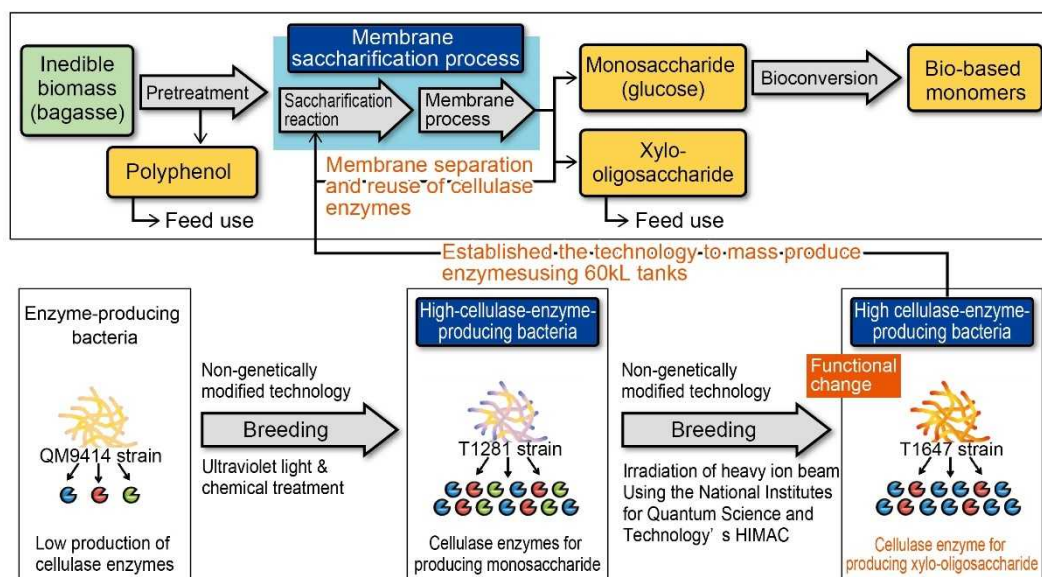 Membrane
saccharification process
Inedible
biomass
(bagasse)
Pretreatment
Saccharification
reaction
Membrane
process
Monosaccharide
(glucose)
Bioconversion
Bio-based
monomers
Polyphenol
Feed use
Membrane separation
and reuse of cellulase
enzymes
Xylo-
oligosaccharide
Feed use
Established the technology to mass produce
enzymesusing 60kL tanks
Enzyme-producing
bacteria
QM9414 strain
Low production of
cellulase enzymes
Non-genetically
modified technology
Breeding
Ultraviolet light &
chemical treatment
High-cellulase-enzyme-
producing bacteria
T1281 strain
Cellulase enzymes for
producing monosaccharide
Non-genetically
modified technology
Breeding
Irradiation of heavy ion beam
Using the National Institutes
for Quantum Science and
Technology’ s HIMAC
High cellulase-enzyme-
producing bacteria
Functional
change
T1647 strain
Cellulase enzyme for
producing xylo-oligosaccharide